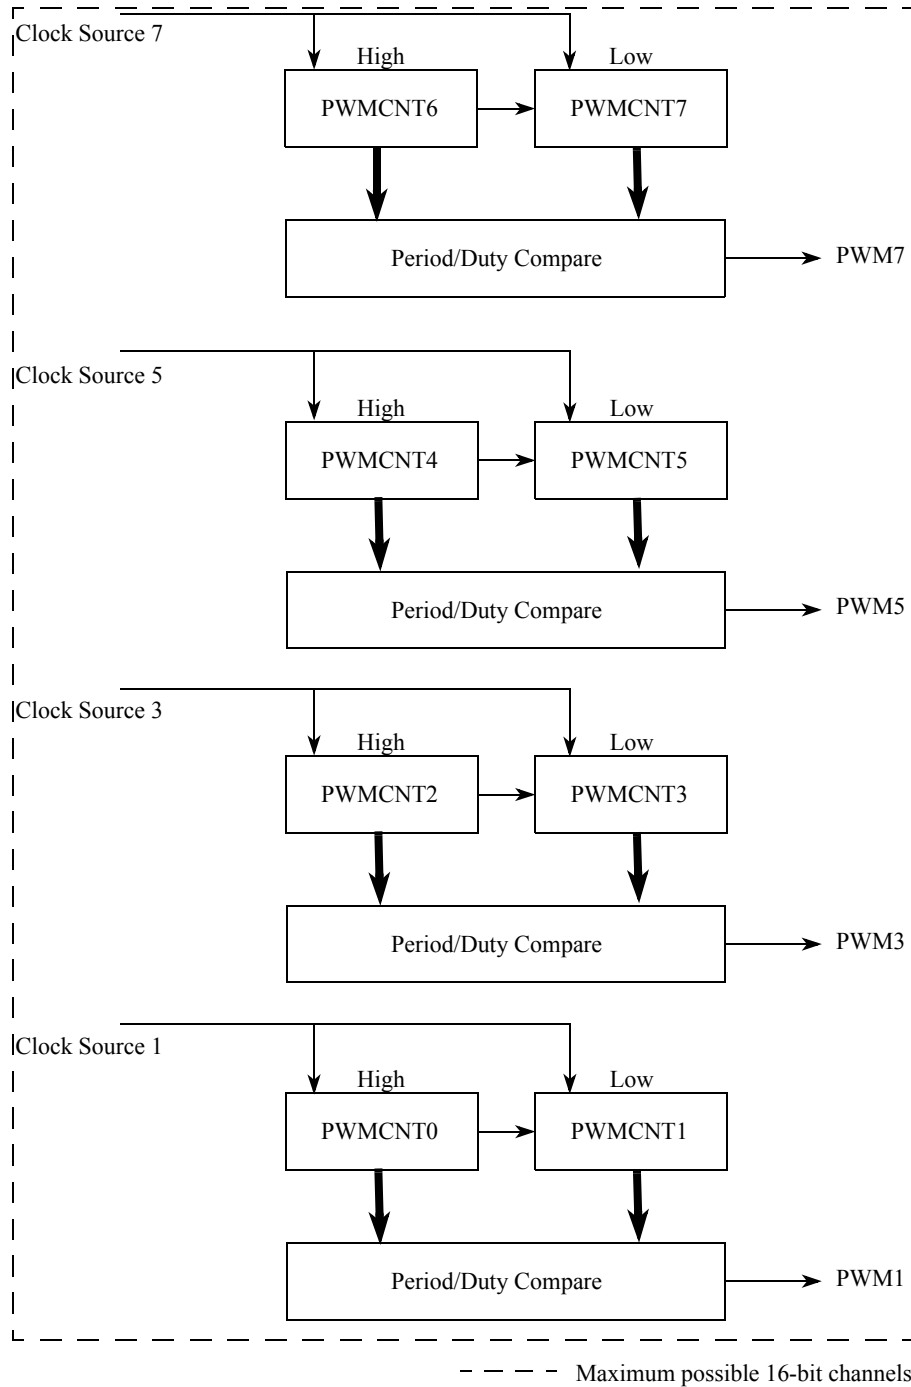 Clock Source 7
High
Low
PWMCNT6
PWMCNT7
Period/Duty Compare
PWM7
Clock Source 5
High
Low
PWMCNT4
PWMCNT5
Period/Duty Compare
PWM5
Clock Source 3
High
Low
PWMCNT2
PWMCNT3
Period/Duty Compare
PWM3
Clock Source 1
High
Low
PWMCNT0
PWMCNT1
Period/Duty Compare
PWM1
Maximum possible 16-bit channels